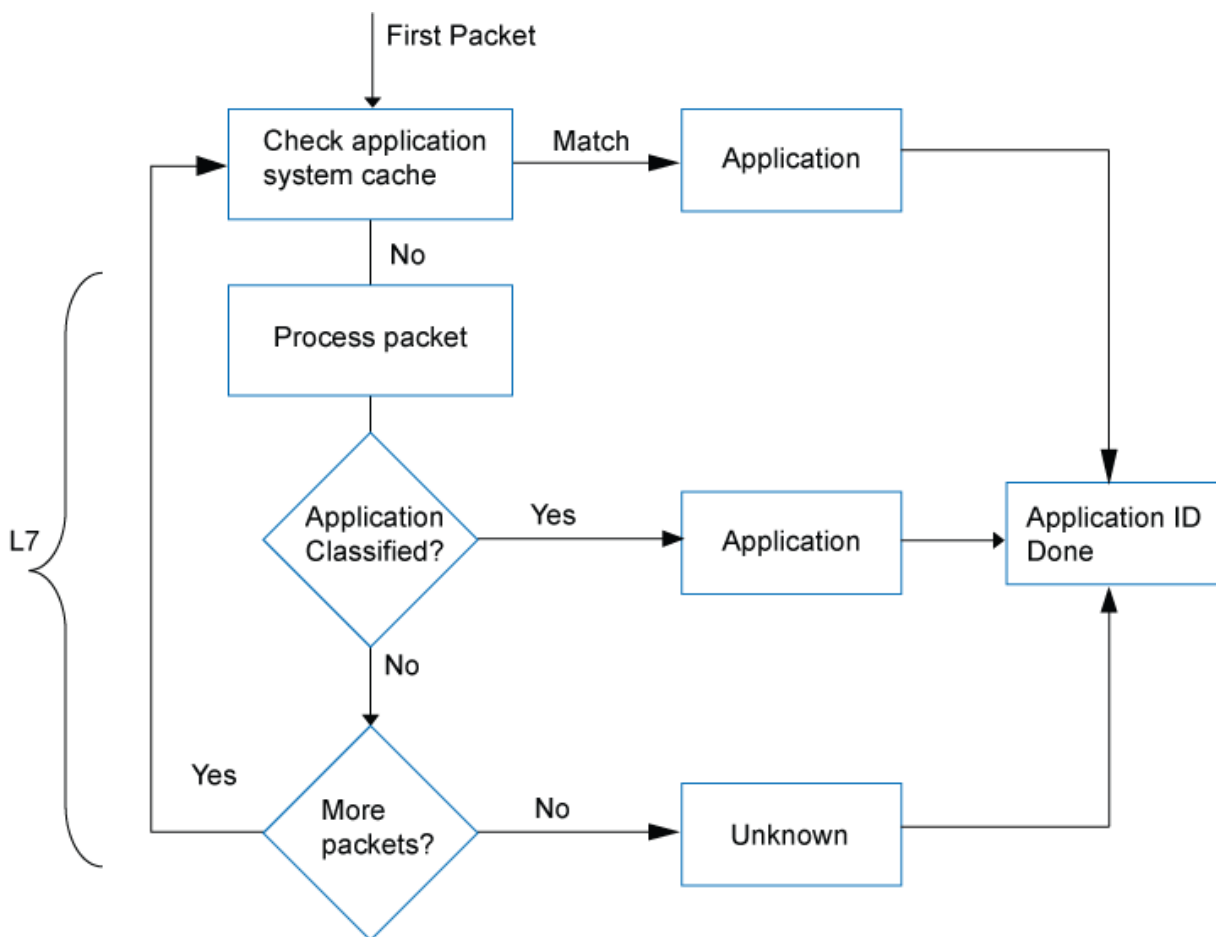 First Packet
Check application
system cache
Match
Application
No
Process packet
L7
Application
Classified?
Yes
Application
Application ID
Done
No
Yes
More
packets?
No
Unknown